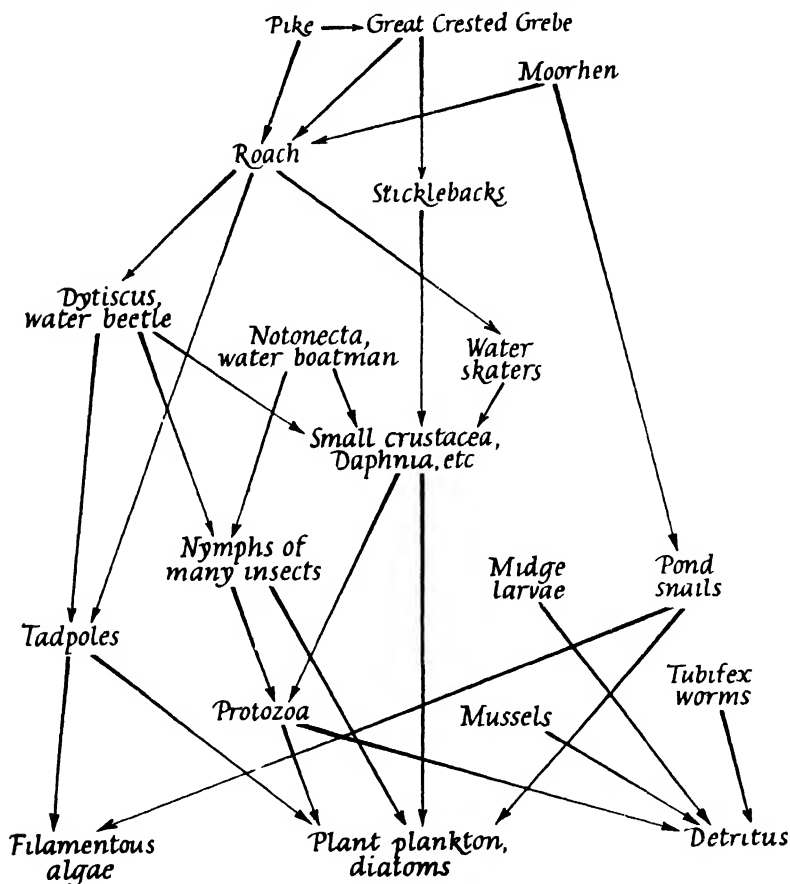 Pike
Great Crested Grebe
Moorhen
Roach
Sticklebacks
Dytiscus,
water beetle
Notonecta,
water boatman
Water
skaters
Small crustacea,
Daphnia, etc
Nymphs of
many insects
Midge
larvae
Pond
snails
Tadpoles
Tubifex
worms
Protozoa
Mussels
Filamentous
algae
Plant plankton,
diatoms
Detritus